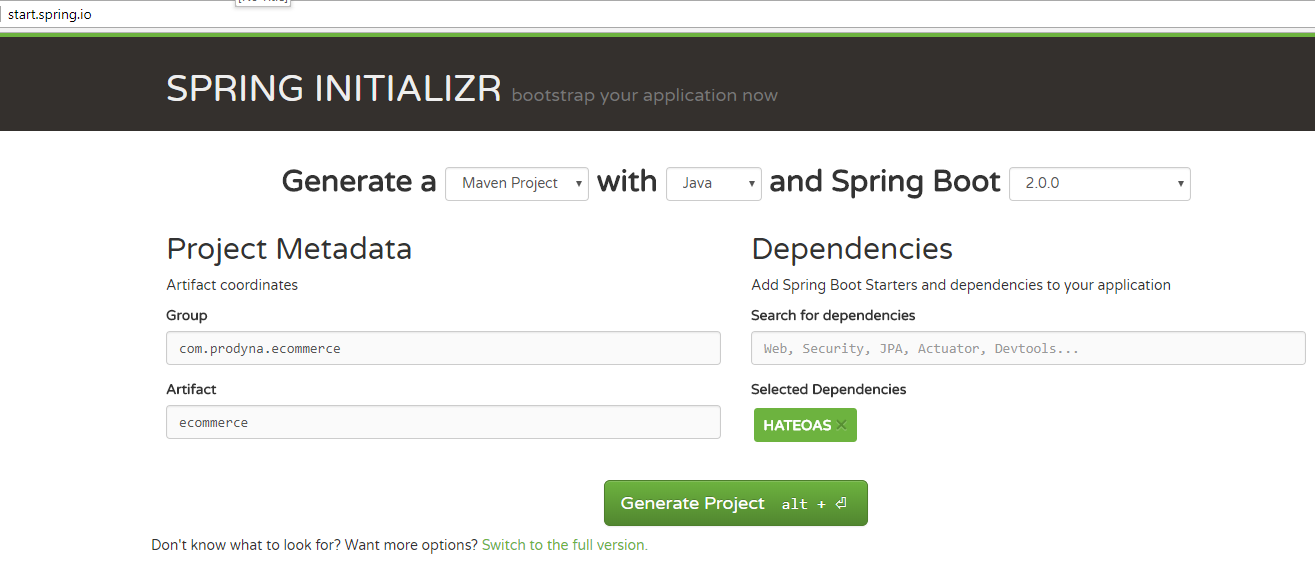 start.spring.io
SPRING INITIALIZR bootstrap your application now
Generate a Maven Project with Java and Spring Boot 2.0.0
Project Metadata
Artifact coordinates
Group
com.prodyna.ecommerce
Artifact
ecommerce
Dependencies
Add Spring Boot Starters and dependencies to your application
Search for dependencies
Web, Security, JPA, Actuator, Devtools...
Selected Dependencies
HATEOAS ×
Generate Project alt + ⏎
Don't know what to look for? Want more options? Switch to the full version.